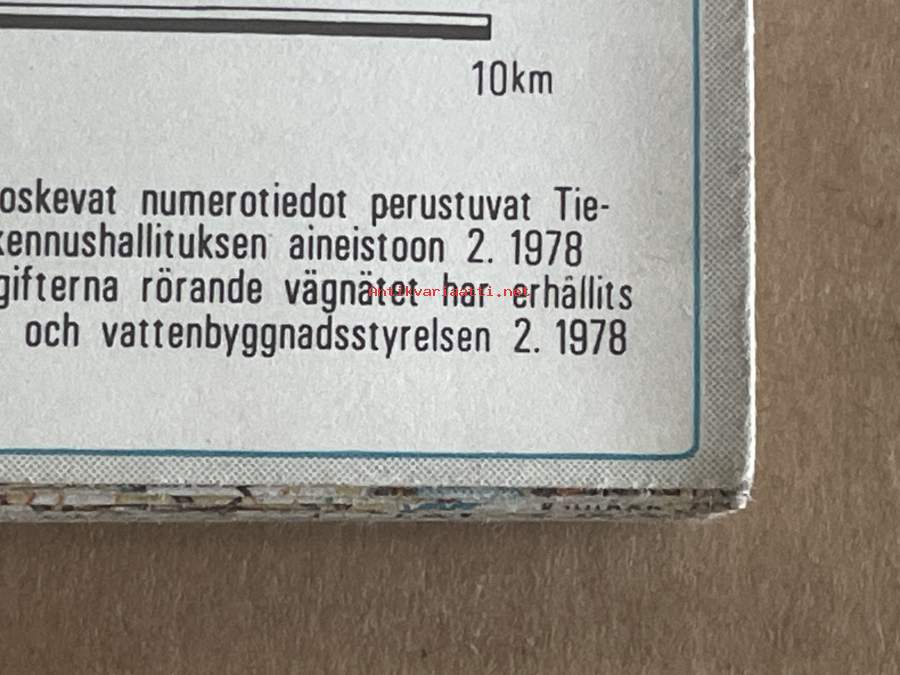 10km
oskevat numerotiedot perustuvat Tie-
kennushallituksen aineistoon 2. 1978
gifterna rörande vägnätet har erhållits
och vattenbyggnadsstyrelsen 2. 1978
Antikvariaatti.net